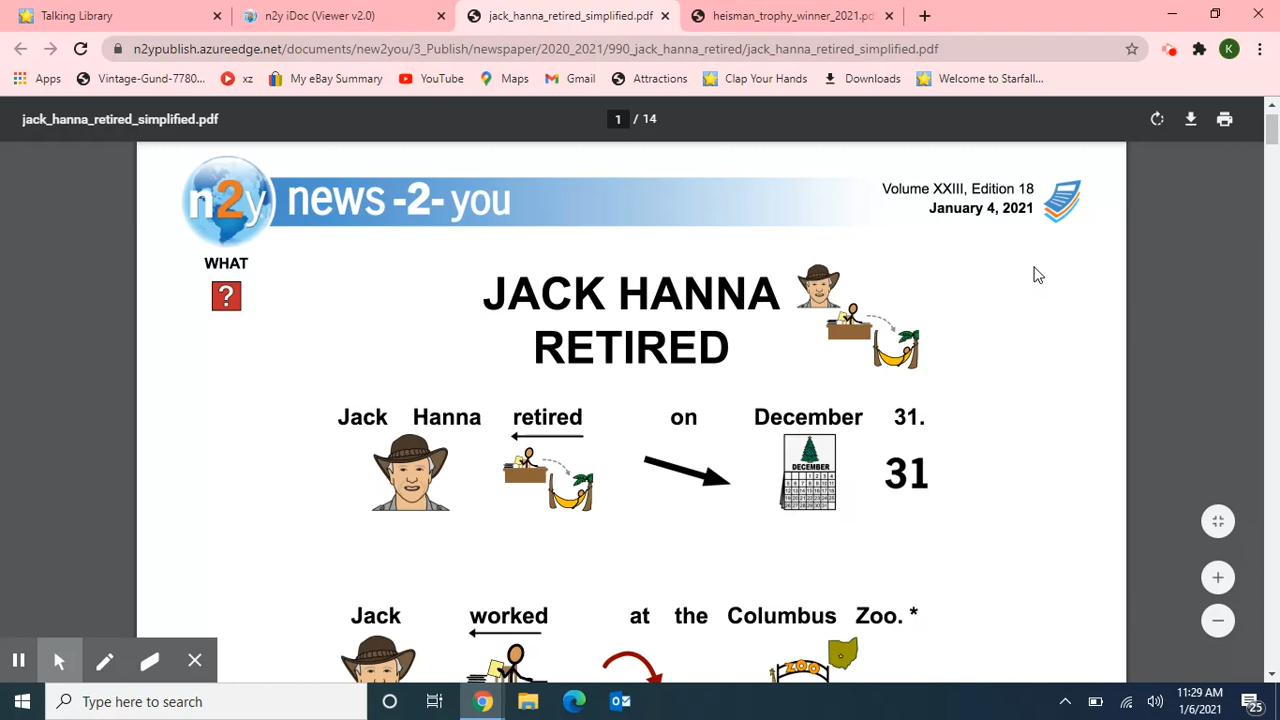 Talking Library
n2y iDoc (Viewer v2.0)
jack_hanna_retired_simplified.pdf
heisman_trophy_winner_2021.pdf
n2ypublish.azureedge.net/documents/new2you/3_Publish/newspaper/2020_2021/990_jack_hanna_retired/jack_hanna_retired_simplified.pdf
K
Apps
Vintage-Gund-7780...
xz
My eBay Summary
YouTube
Maps
Gmail
Attractions
Clap Your Hands
Downloads
Welcome to Starfall...
jack_hanna_retired_simplified.pdf
1 / 14
n2y news -2- you
Volume XXIII, Edition 18
January 4, 2021
WHAT
?
JACK HANNA
RETIRED
Jack Hanna retired on December 31.
DECEMBER
31
Jack worked at the Columbus Zoo. *
ZOO
Type here to search
11:29 AM
1/6/2021
25